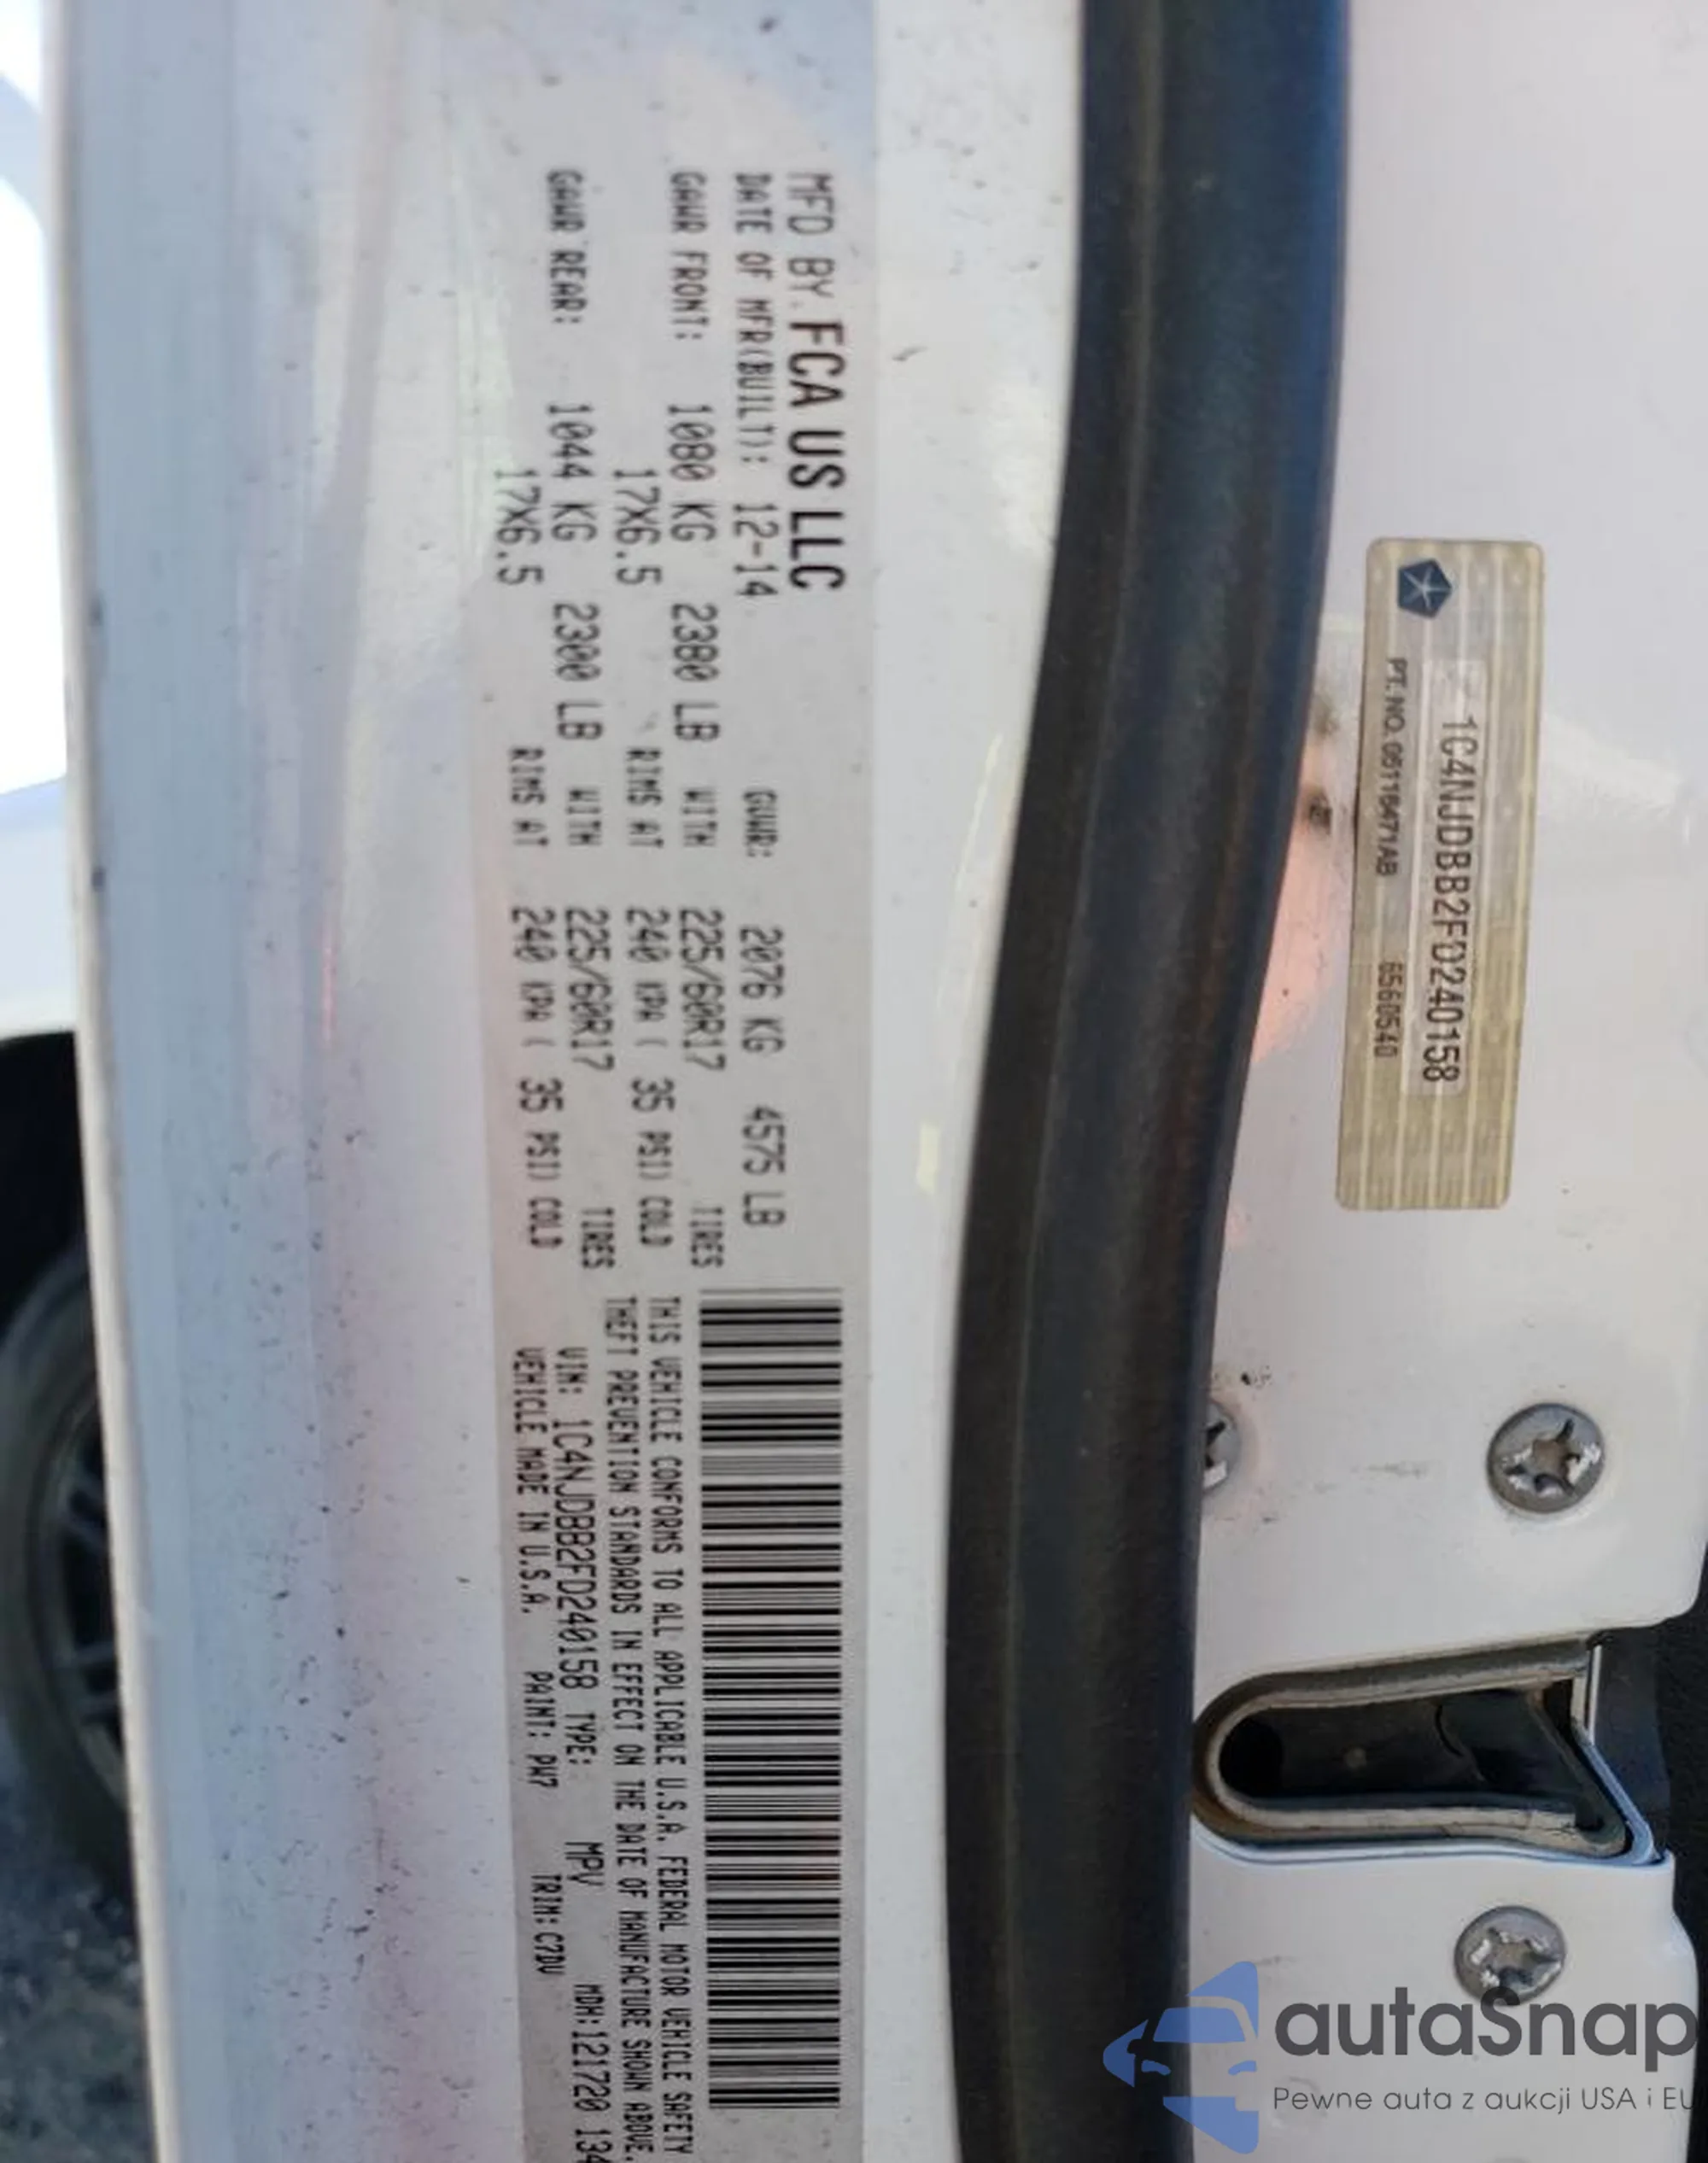 MFD BY: FCA US LLC
DATE OF MFR(BUILT): 12-14 GVWR: 2076 KG 4575 LB
GAWR FRONT: 1080 KG 2380 LB WITH 225/60R17 TIRES
17X6.5 RIMS AT 240 KPA ( 35 PSI) COLD
GAWR REAR: 1044 KG 2300 LB WITH 225/60R17 TIRES
17X6.5 RIMS AT 240 KPA ( 35 PSI) COLD
THIS VEHICLE CONFORMS TO ALL APPLICABLE U.S.A. FEDERAL MOTOR VEHICLE SAFETY
THEFT PREVENTION STANDARDS IN EFFECT ON THE DATE OF MANUFACTURE SHOWN ABOVE.
VIN: 1C4NJDBB2FD240158 TYPE: MPV MDH:121720 134
VEHICLE MADE IN U.S.A. PAINT: PW7 TRIM: C7DV
1C4NJDBB2FD240158
PT. NO. 05116471AB 6560540
autaSnap
Pewne auta z aukcji USA i EU